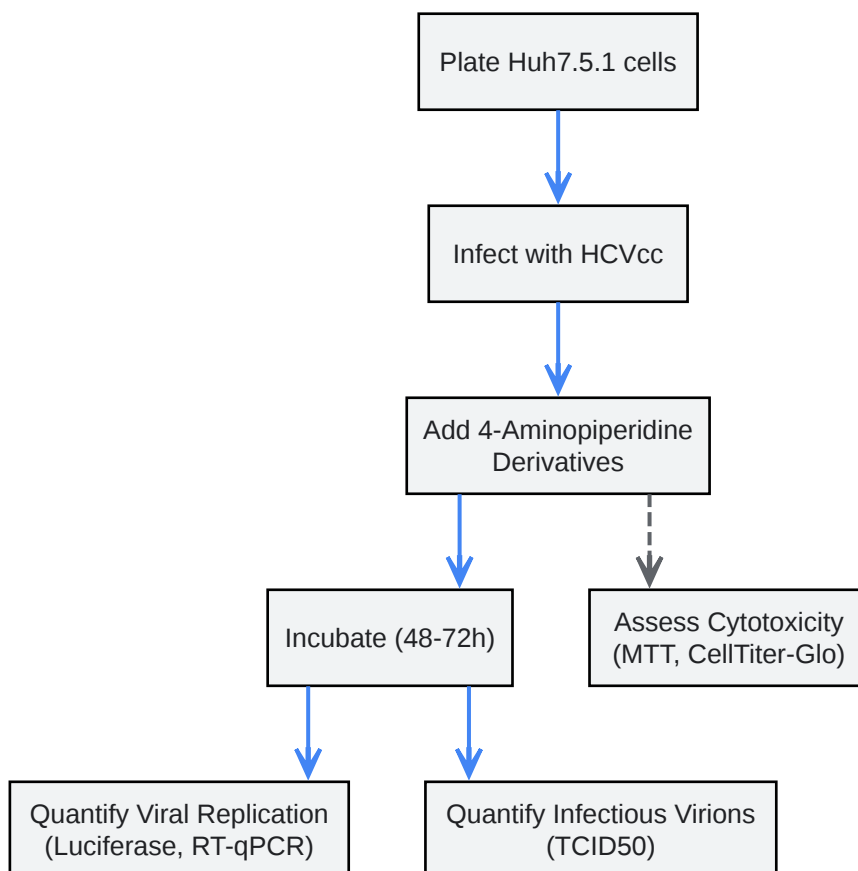 Plate Huh7.5.1 cells
Infect with HCVcc
Add 4-Aminopiperidine
Derivatives
Incubate (48-72h)
Assess Cytotoxicity
(MTT, CellTiter-Glo)
Quantify Viral Replication
(Luciferase, RT-qPCR)
Quantify Infectious Virions
(TCID50)